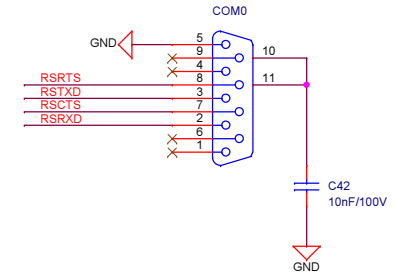 COM0
GND
5
9
4
RSRTS 8
RSTXD 3
RSCTS 7
RSRXD 2
6
1
10
11
C42
10nF/100V
GND